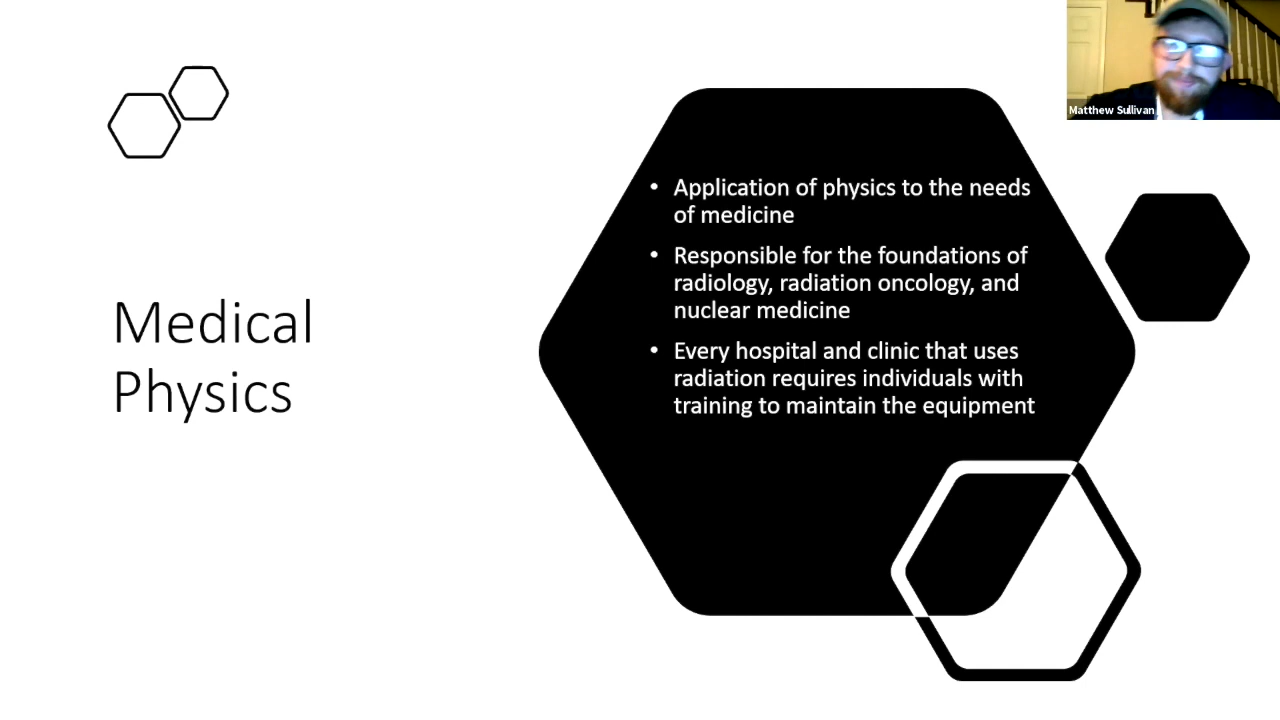 Matthew Sullivan
Medical
Physics
• Application of physics to the needs
of medicine
• Responsible for the foundations of
radiology, radiation oncology, and
nuclear medicine
• Every hospital and clinic that uses
radiation requires individuals with
training to maintain the equipment